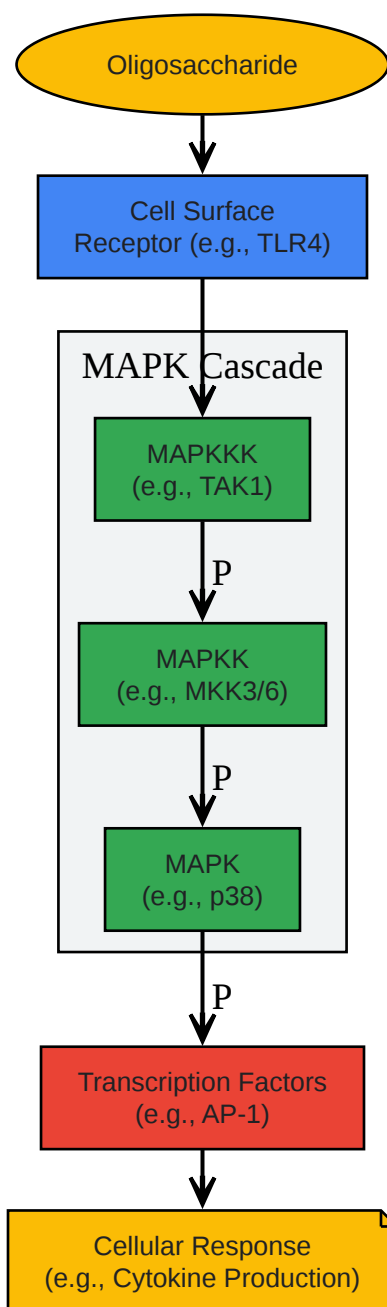 Oligosaccharide
Cell Surface
Receptor (e.g., TLR4)
MAPK Cascade
MAPKKK
(e.g., TAK1)
P
MAPKK
(e.g., MKK3/6)
P
MAPK
(e.g., p38)
P
Transcription Factors
(e.g., AP-1)
Cellular Response
(e.g., Cytokine Production)